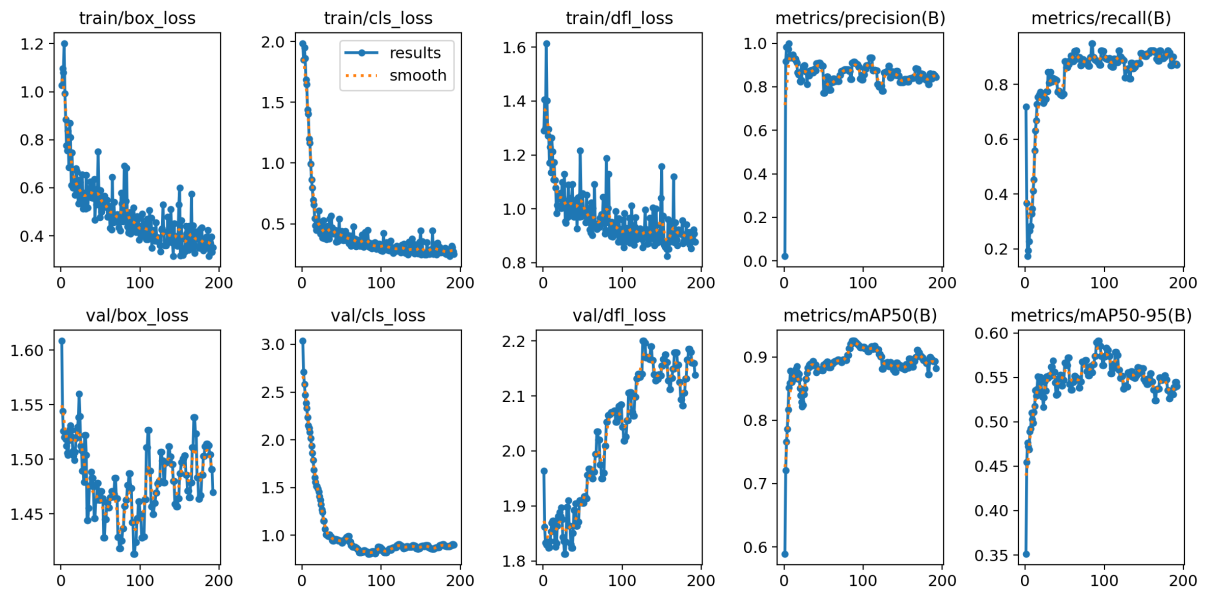 train/box_loss
1.2
1.0
0.8
0.6
0.4
0 100 200
train/cls_loss
results
smooth
2.0
1.5
1.0
0.5
0 100 200
train/dfl_loss
1.6
1.4
1.2
1.0
0.8
0 100 200
metrics/precision(B)
1.0
0.8
0.6
0.4
0.2
0.0
0 100 200
metrics/recall(B)
0.8
0.6
0.4
0.2
0 100 200
val/box_loss
1.60
1.55
1.50
1.45
0 100 200
val/cls_loss
3.0
2.5
2.0
1.5
1.0
0 100 200
val/dfl_loss
2.2
2.1
2.0
1.9
1.8
0 100 200
metrics/mAP50(B)
0.9
0.8
0.7
0.6
0 100 200
metrics/mAP50-95(B)
0.60
0.55
0.50
0.45
0.40
0.35
0 100 200